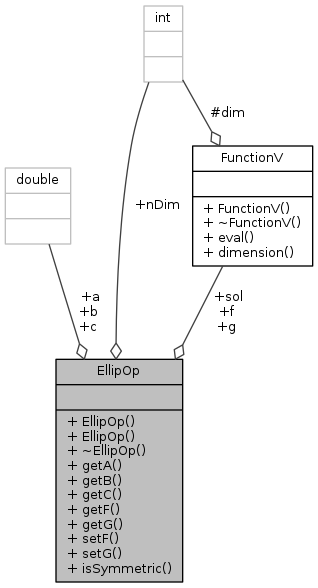 int
#dim
FunctionV
+ FunctionV()
+ ~FunctionV()
+ eval()
+ dimension()
double
+nDim
+a
+b
+c
+sol
+f
+g
EllipOp
+ EllipOp()
+ EllipOp()
+ ~EllipOp()
+ getA()
+ getB()
+ getC()
+ getF()
+ getG()
+ setF()
+ setG()
+ isSymmetric()